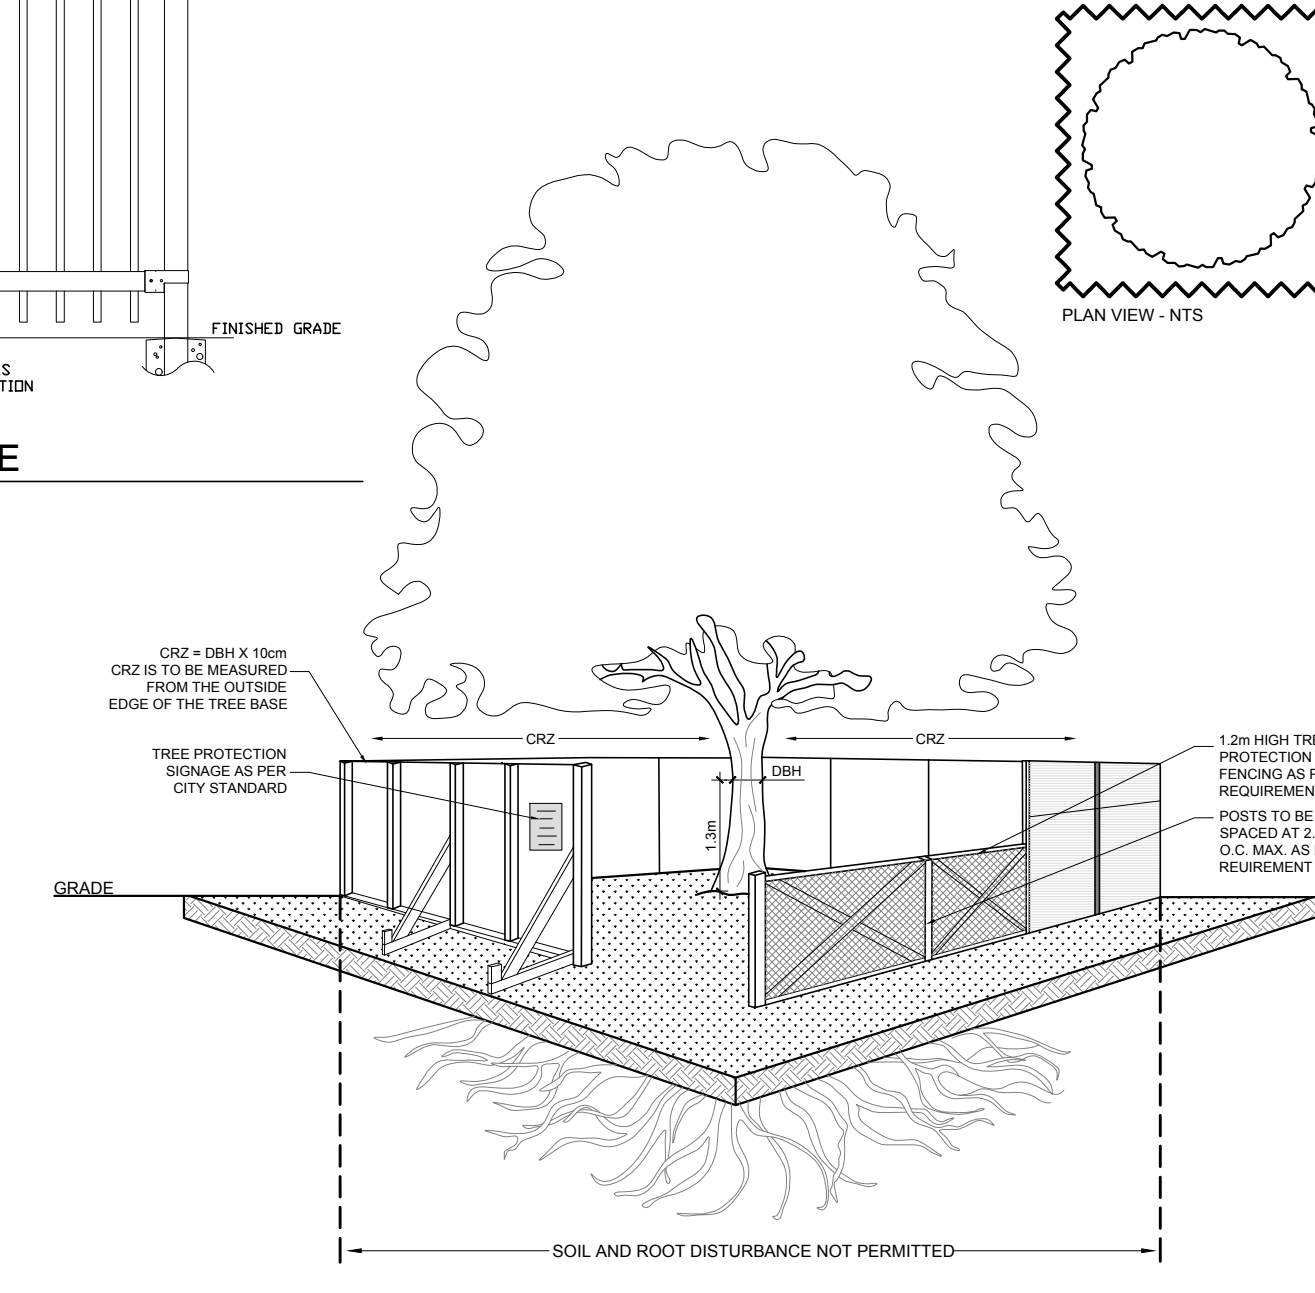 FINISHED GRADE
S
TION
E
PLAN VIEW - NTS
CRZ = DBH X 10cm
CRZ IS TO BE MEASURED
FROM THE OUTSIDE
EDGE OF THE TREE BASE
TREE PROTECTION
SIGNAGE AS PER
CITY STANDARD
CRZ
CRZ
DBH
1.3m
1.2m HIGH TRE
PROTECTION
FENCING AS P
REQUIREMEN
POSTS TO BE
SPACED AT 2.
O.C. MAX. AS
REUIREMENT
GRADE
SOIL AND ROOT DISTURBANCE NOT PERMITTED